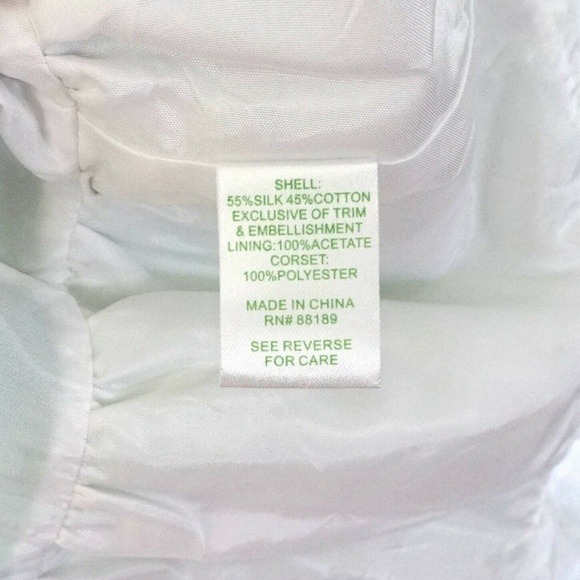 SHELL:
55%SILK 45%COTTON
EXCLUSIVE OF TRIM
& EMBELLISHMENT
LINING:100%ACETATE
CORSET:
100%POLYESTER
MADE IN CHINA
RN# 88189
SEE REVERSE
FOR CARE